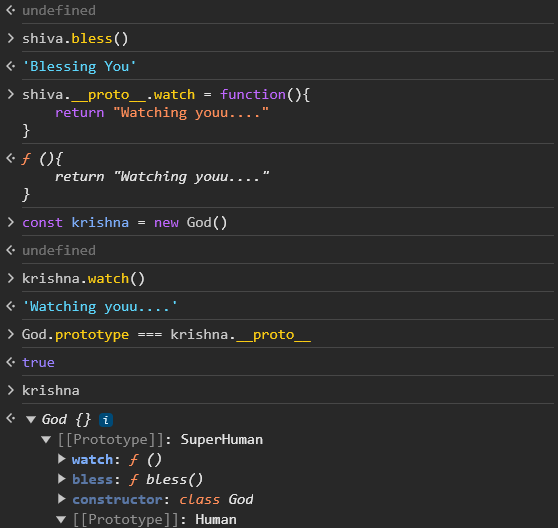 undefined
shiva.bless()
'Blessing You'
shiva.__proto__.watch = function(){
    return "Watching youu...."
}
ƒ (){
    return "Watching youu...."
}
const krishna = new God()
undefined
krishna.watch()
'Watching youu....'
God.prototype === krishna.__proto__
true
krishna
God {} i
[[Prototype]]: SuperHuman
watch: ƒ ()
bless: ƒ bless()
constructor: class God
[[Prototype]]: Human